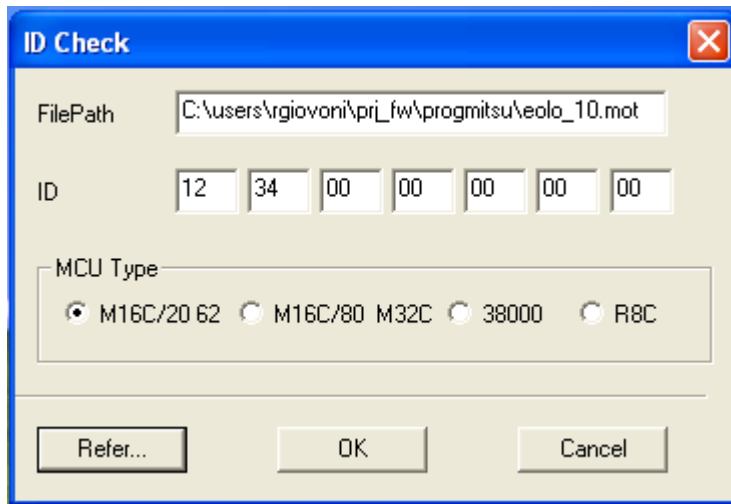 ID Check
FilePath C:\users\rgiovoni\prj_fw\progmitsu\eolo_10.mot
ID 12 34 00 00 00 00 00
MCU Type
M16C/20 62 M16C/80 M32C 38000 R8C
Refer... OK Cancel